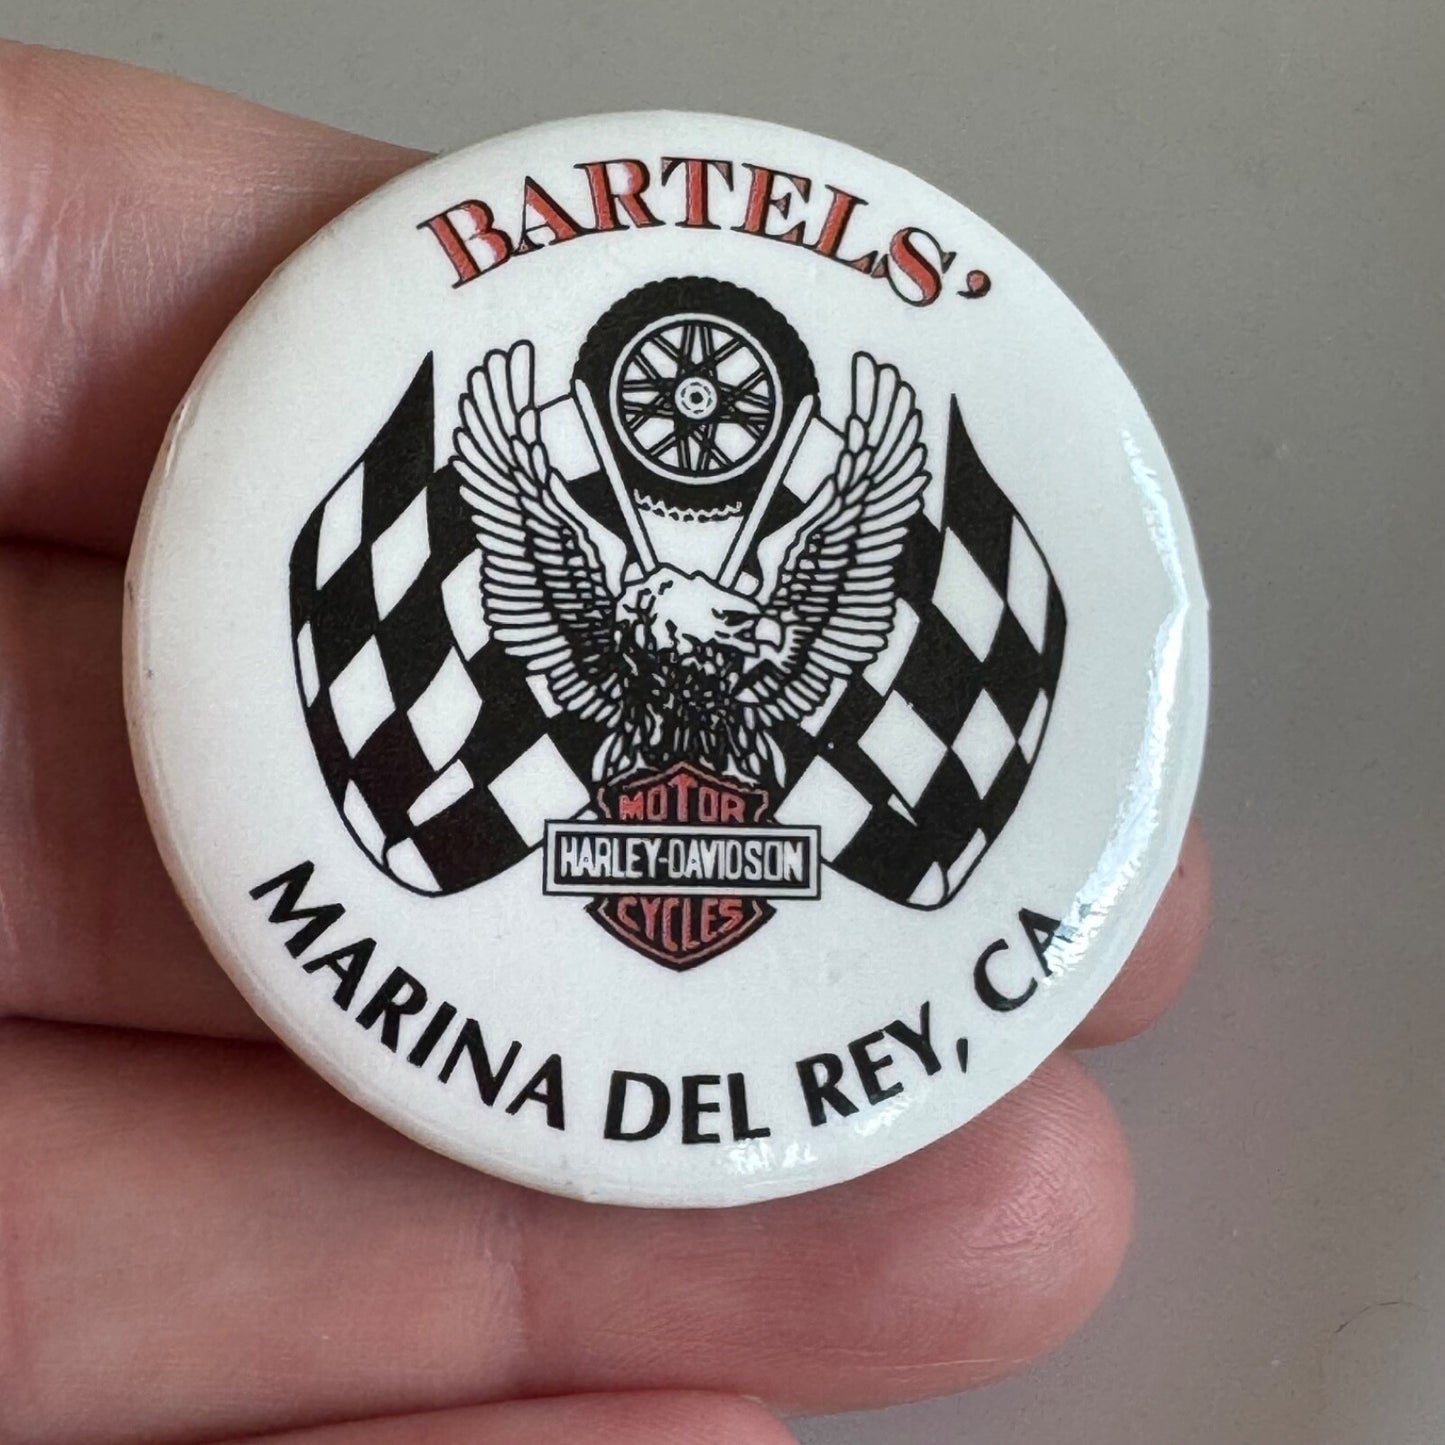 BARTELS'
MOTOR
HARLEY-DAVIDSON
CYCLES
MARINA DEL REY, CA